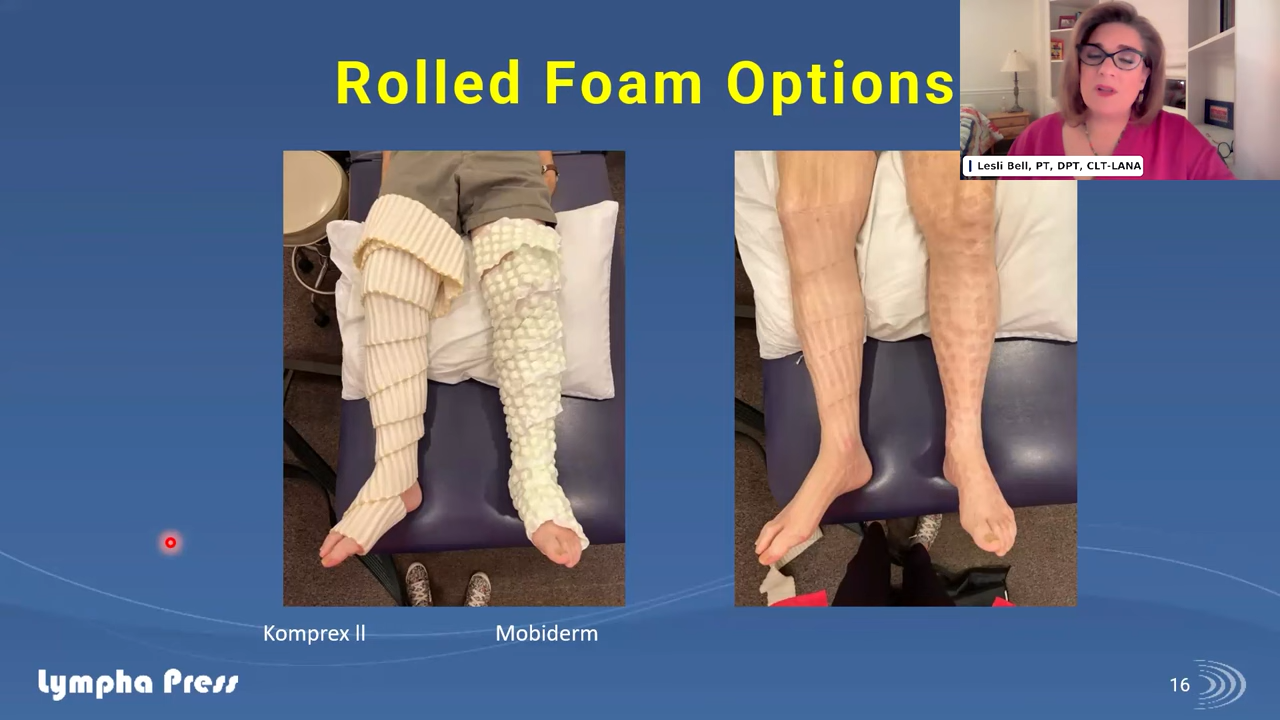 Rolled Foam Options
Lesli Bell, PT, DPT, CLT-LANA
Komprex ll
Mobiderm
Lympha Press
16